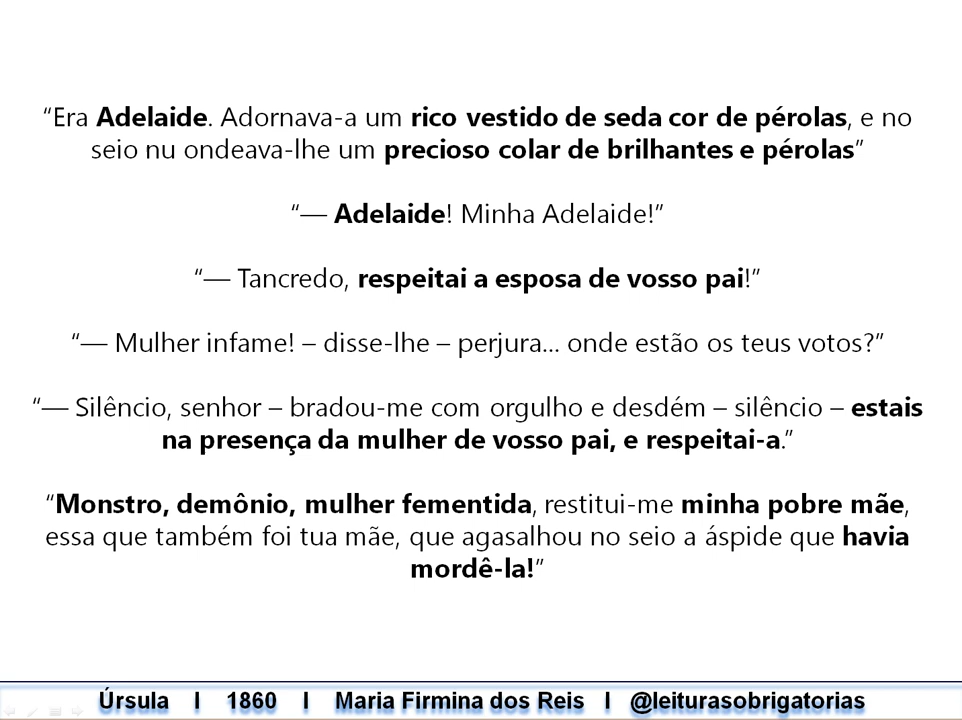 “Era Adelaide. Adornava-a um rico vestido de seda cor de pérolas, e no
seio nu ondeava-lhe um precioso colar de brilhantes e pérolas”
“— Adelaide! Minha Adelaide!”
“— Tancredo, respeitai a esposa de vosso pai!”
“— Mulher infame! – disse-lhe – perjura... onde estão os teus votos?”
“— Silêncio, senhor – bradou-me com orgulho e desdém – silêncio – estais
na presença da mulher de vosso pai, e respeitai-a.”
“Monstro, demônio, mulher fementida, restitui-me minha pobre mãe,
essa que também foi tua mãe, que agasalhou no seio a áspide que havia
mordê-la!”
Úrsula I 1860 I Maria Firmina dos Reis I @leiturasobrigatorias